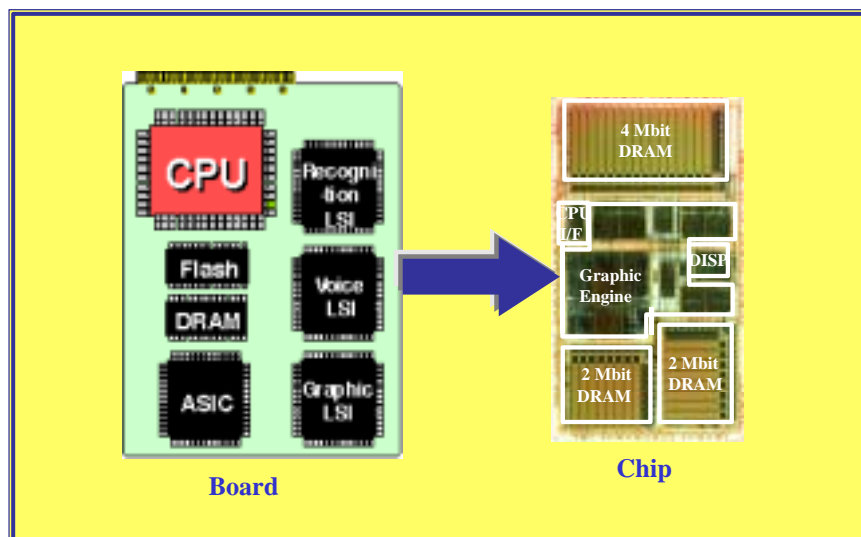 CPU
Recogni
-tion
LSI
Flash
Voice
LSI
DRAM
ASIC
Graphic
LSI
Board
4 Mbit
DRAM
CPU
I/F
DISP
Graphic
Engine
2 Mbit
DRAM
2 Mbit
DRAM
Chip